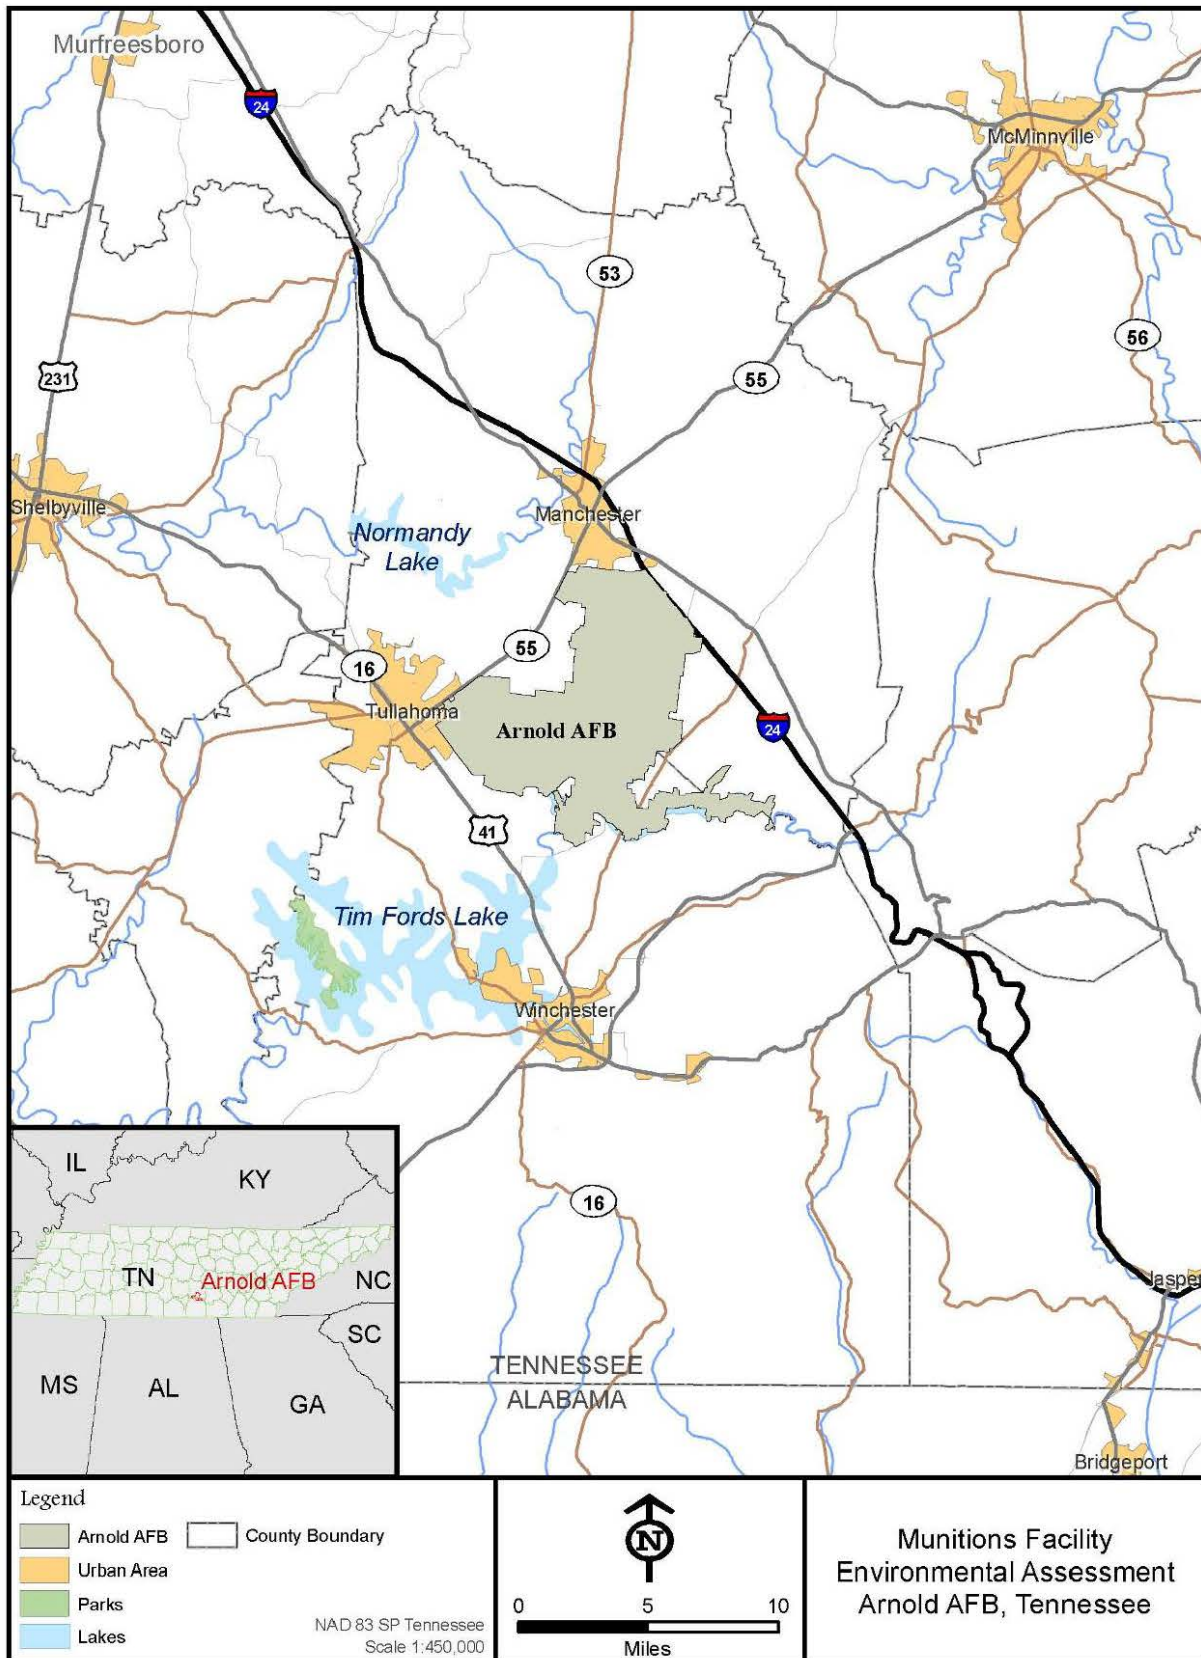 Murfreesboro
24
McMinnville
53
56
55
231
Shelbyville
Manchester
Normandy
Lake
55
16
Tullahoma
Arnold AFB
24
41
Tim Fords Lake
Winchester
16
IL
KY
TN
Arnold AFB
NC
SC
MS
AL
GA
Jasper
TENNESSEE
ALABAMA
Bridgeport
Legend
Arnold AFB
County Boundary
Urban Area
Parks
Lakes
NAD 83 SP Tennessee
Scale 1:450,000
N
0 5 10
Miles
Munitions Facility
Environmental Assessment
Arnold AFB, Tennessee